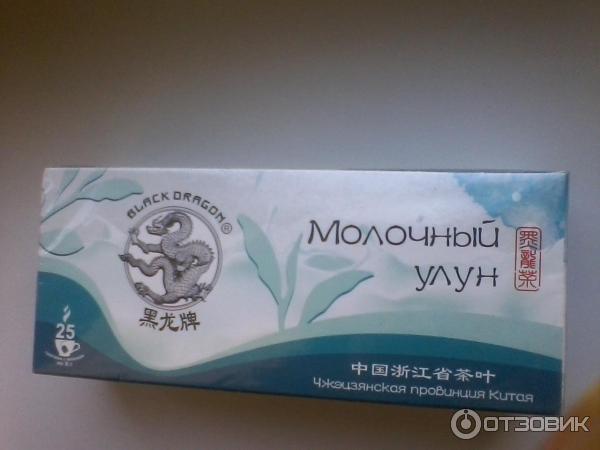 BLACK DRAGON
®
黑龙牌
Молочный
улун
25
中国浙江省茶叶
Чжэцзянская провинция Китая
ОТЗОВИК